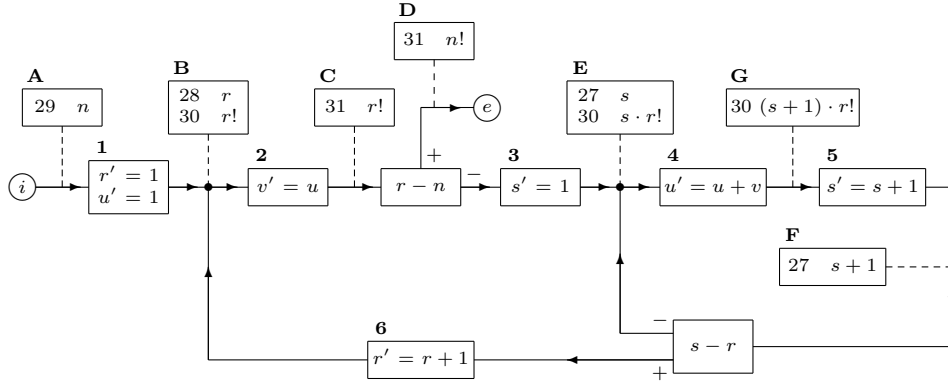 D
31 n!
A
29 n
B
28 r
30 r!
C
31 r!
e
E
27 s
30 s · r!
G
30 (s + 1) · r!
i
1
r′ = 1
u′ = 1
2
v′ = u
+
r − n
−
3
s′ = 1
4
u′ = u + v
5
s′ = s + 1
F
27 s + 1
6
r′ = r + 1
−
s − r
+